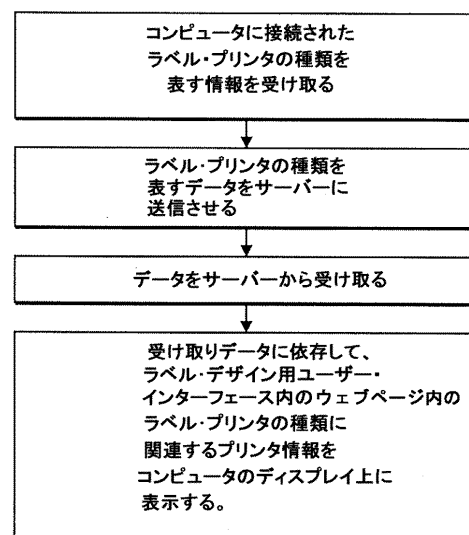 コンピュータに接続された
ラベル・プリンタの種類を
表す情報を受け取る
ラベル・プリンタの種類を
表すデータをサーバーに
送信させる
データをサーバーから受け取る
受け取りデータに依存して、
ラベル・デザイン用ユーザー・
インターフェース内のウェブページ内の
ラベル・プリンタの種類に
関連するプリンタ情報を
コンピュータのディスプレイ上に
表示する。